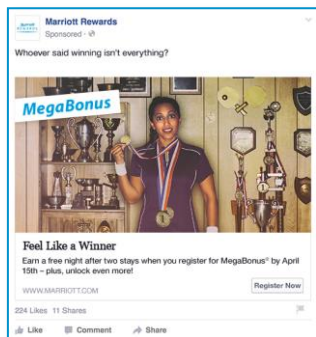 Marriott Rewards
Sponsored ·
Whoever said winning isn't everything?
MegaBonus
Feel Like a Winner
Earn a free night after two stays when you register for MegaBonus® by April
15th – plus, unlock even more!
WWW.MARRIOTT.COM
Register Now
224 Likes 11 Shares
Like Comment Share